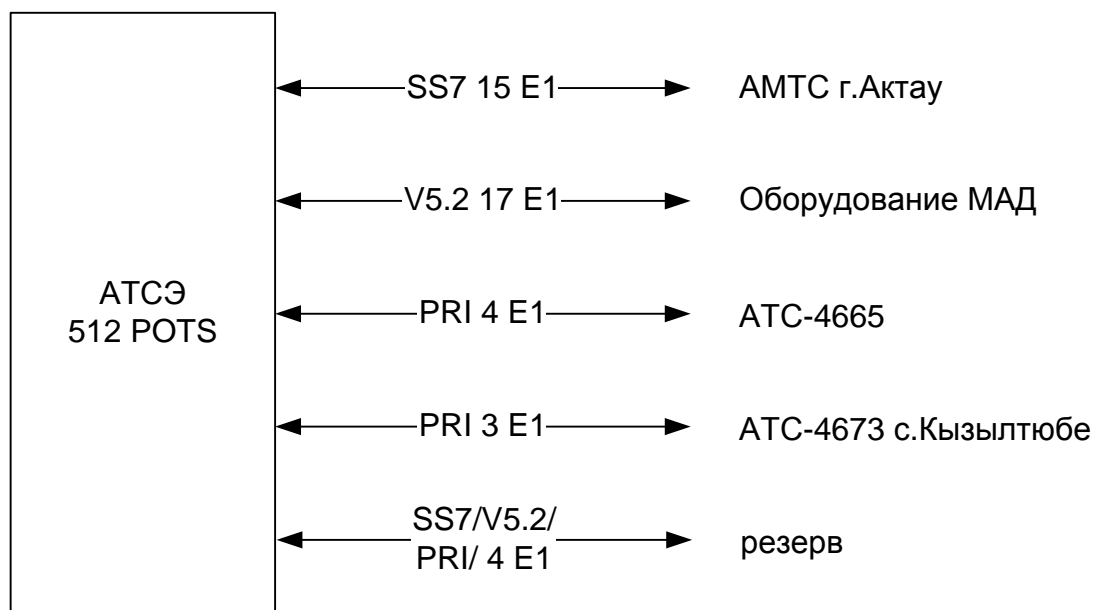 SS7 15 E1
АМТС г.Актау
V5.2 17 E1
Оборудование МАД
АТСЭ
512 POTS
PRI 4 E1
АТС-4665
PRI 3 E1
АТС-4673 с.Кызылтюбе
SS7/V5.2/
PRI/ 4 E1
резерв